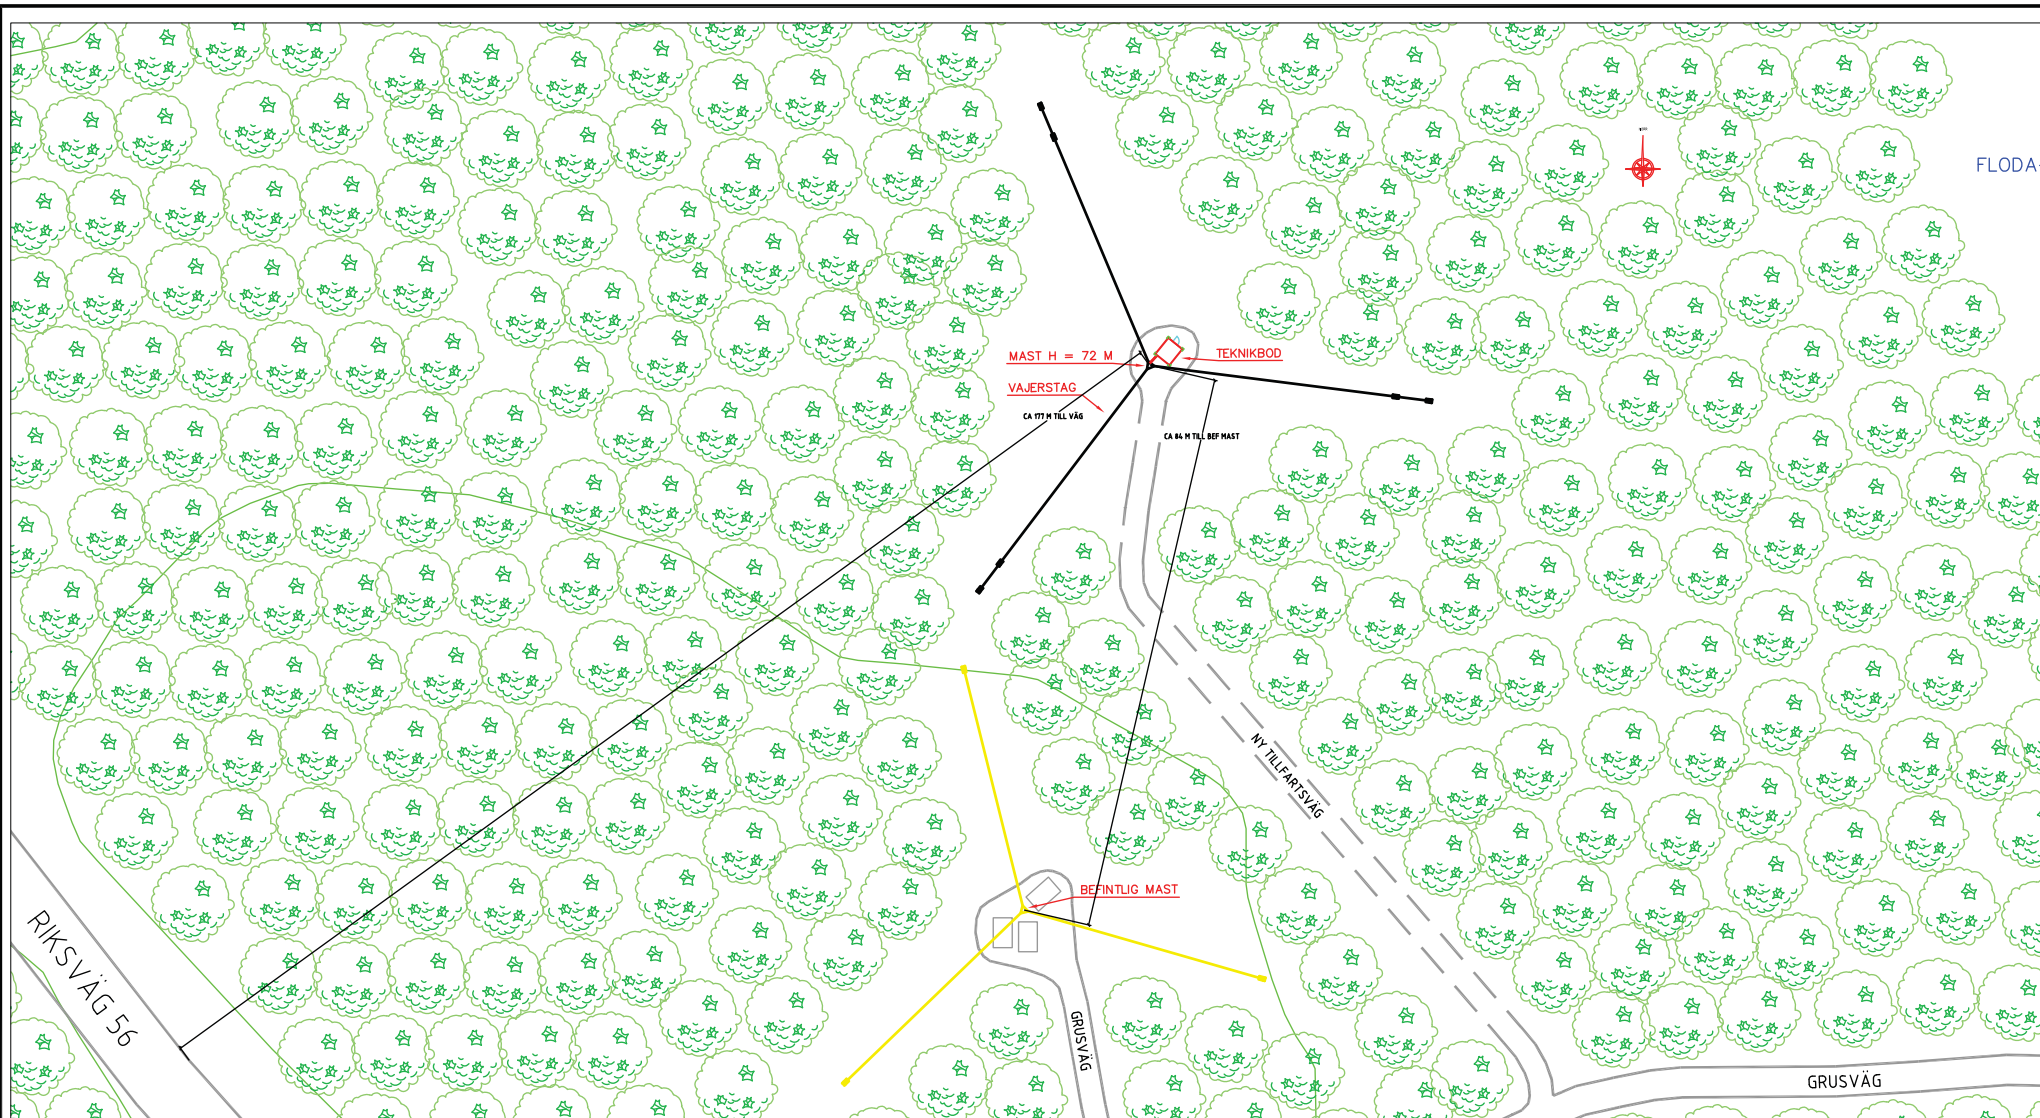 FLODA-
MAST H = 72 M
TEKNIKBOD
VAJERSTAG
CA 177 M TILL VÄG
CA 84 M TILL BEF MAST
NY TILLFARTSVÄG
BEFINTLIG MAST
RIKSVÄG 56
GRUSVÄG
GRUSVÄG